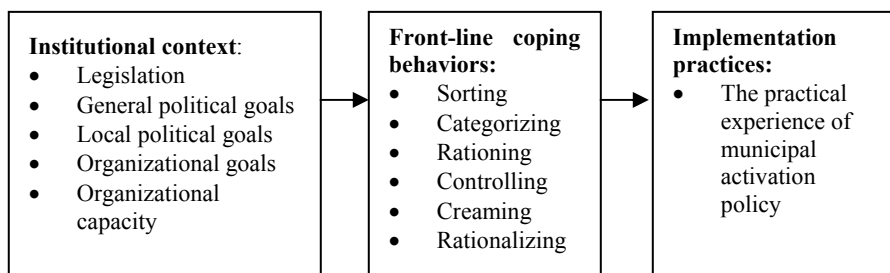 Institutional context:
• Legislation
• General political goals
• Local political goals
• Organizational goals
• Organizational
capacity
Front-line coping
behaviors:
• Sorting
• Categorizing
• Rationing
• Controlling
• Creaming
• Rationalizing
Implementation
practices:
• The practical
experience of
municipal
activation
policy